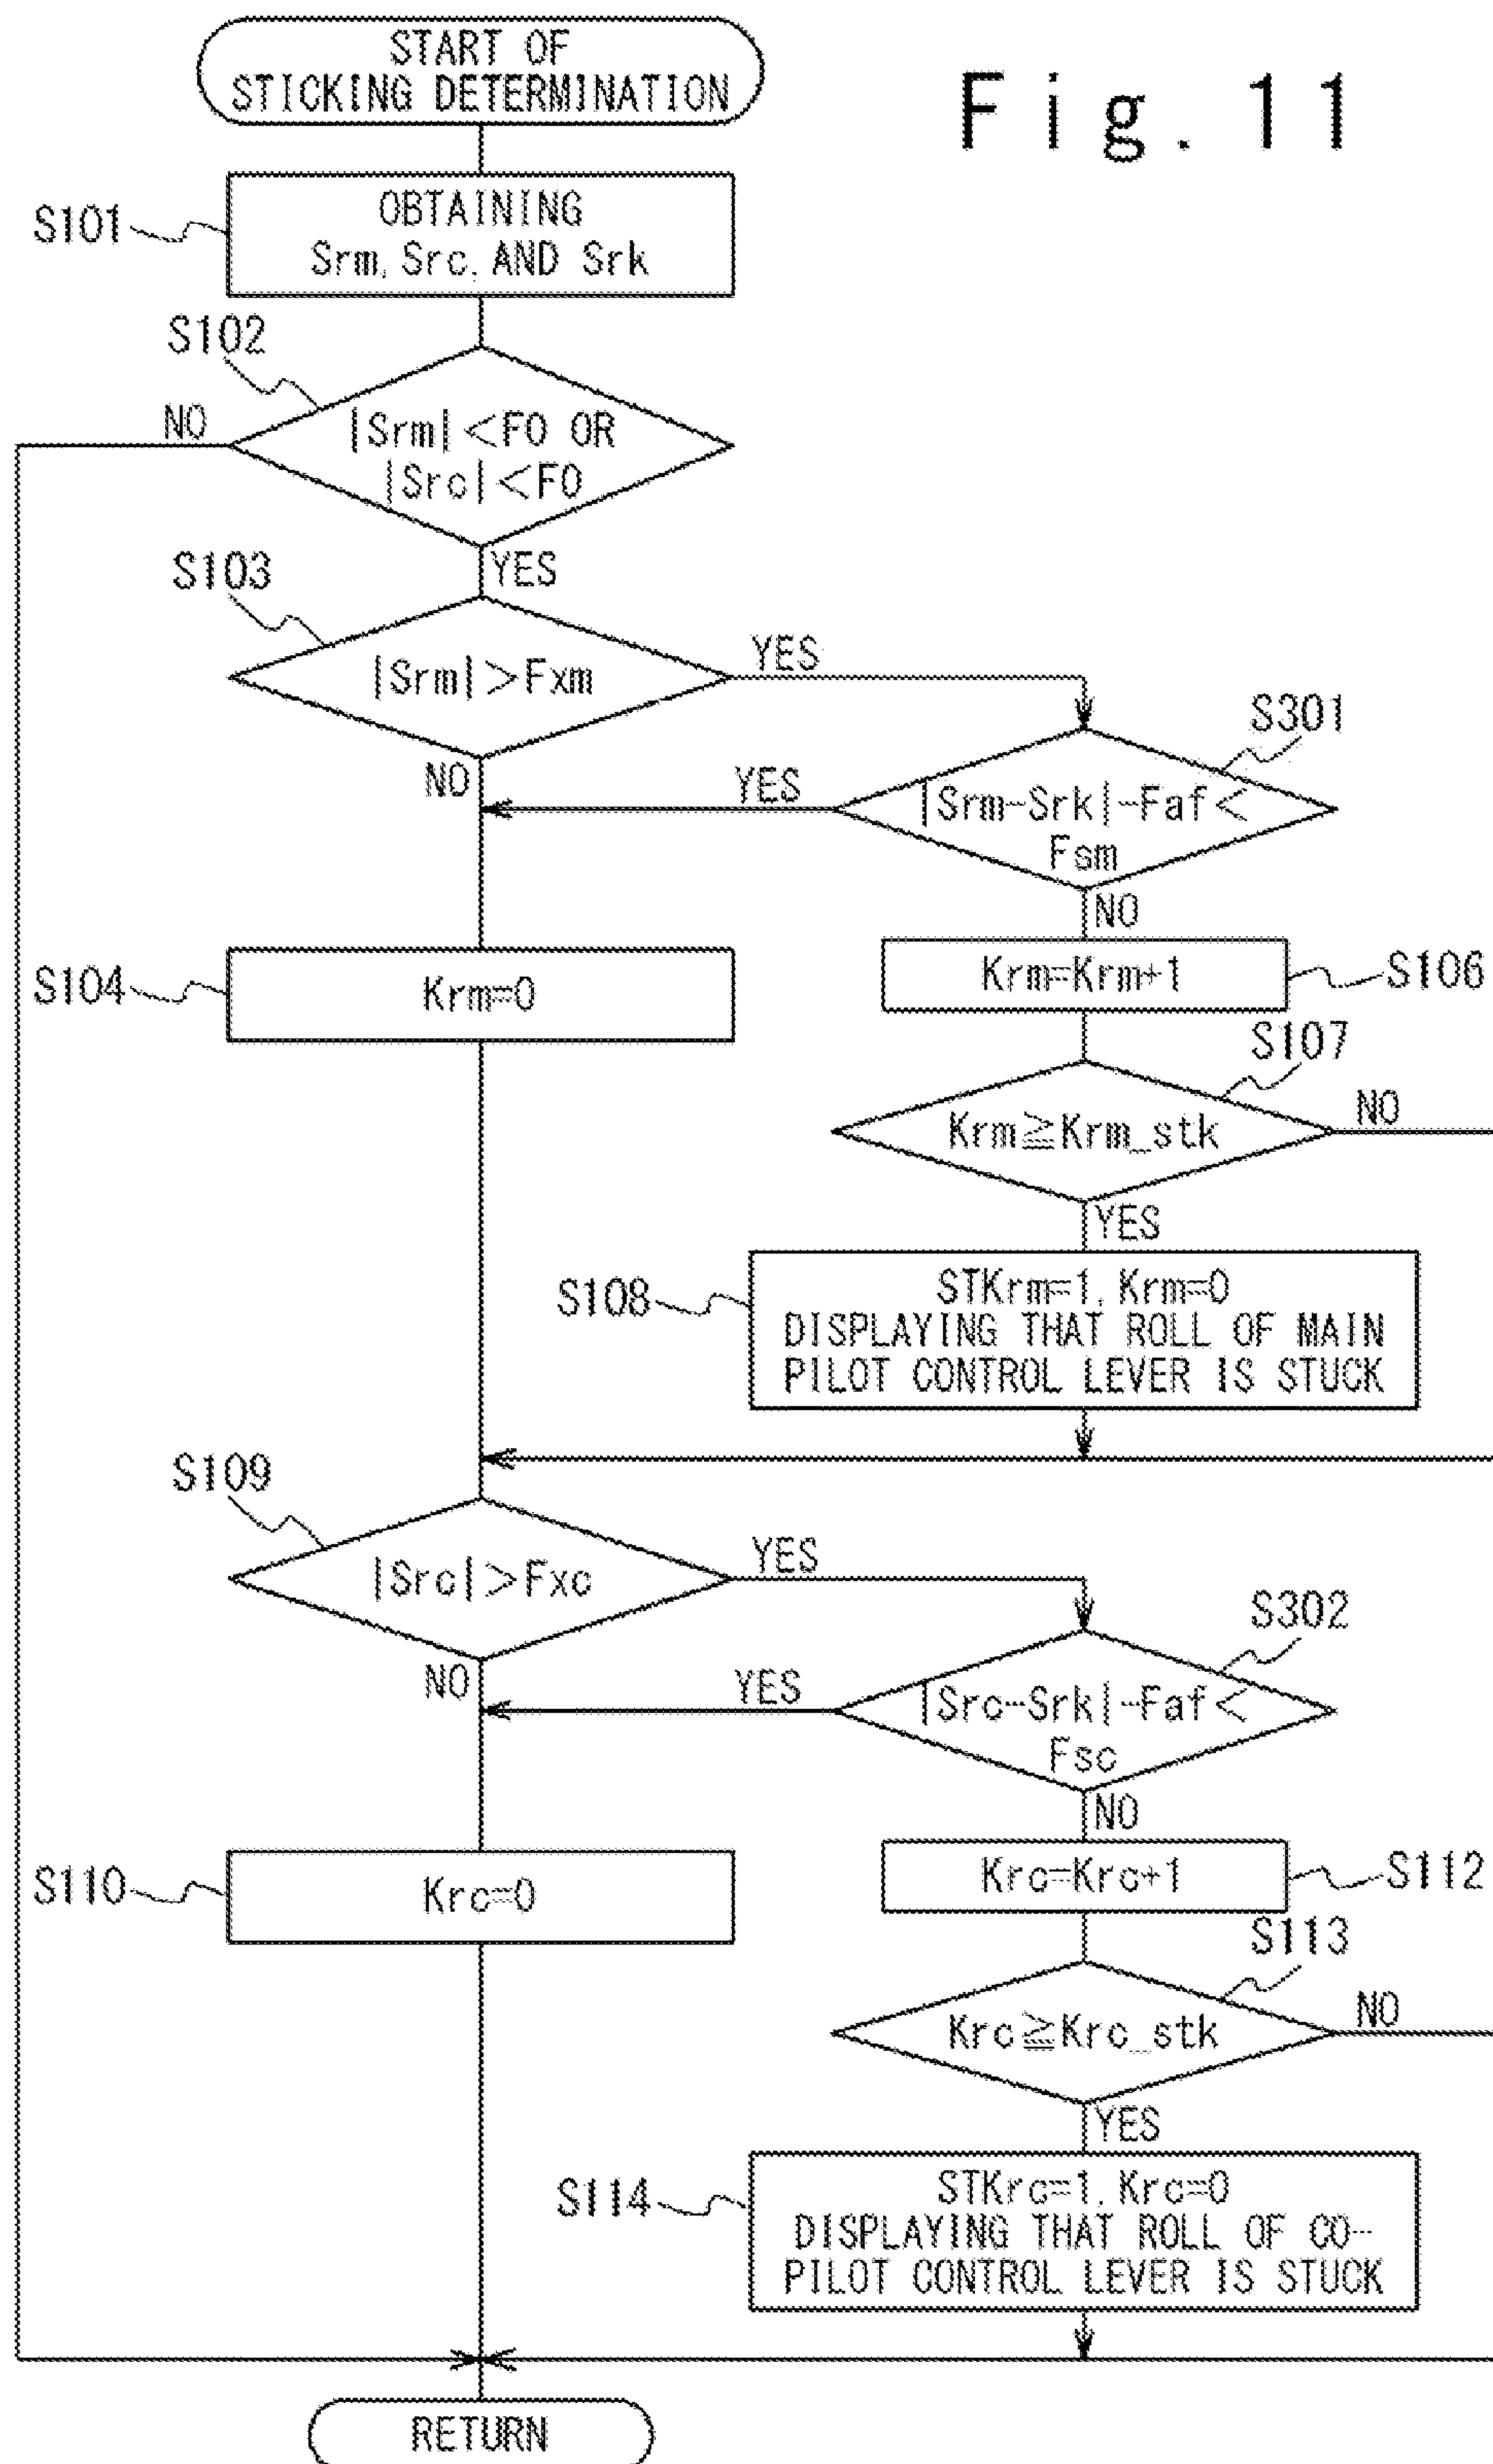 Fig. 11
START OF
STICKING DETERMINATION
S101
OBTAINING
Srm, Src, AND Srk
S102
NO
|Srm|<F0 OR
|Src|<F0
YES
S103
|Srm|>Fxm
YES
NO
S301
|Srm-Srk|-Faf<
Fsm
YES
NO
S104
Krm=0
Krm=Krm+1
S106
S107
Krm≧Krm_stk
NO
YES
S108
STKrm=1, Krm=0
DISPLAYING THAT ROLL OF MAIN
PILOT CONTROL LEVER IS STUCK
S109
|Src|>Fxc
YES
NO
S302
|Src-Srk|-Faf<
Fsc
YES
NO
S110
Krc=0
Krc=Krc+1
S112
S113
Krc≧Krc_stk
NO
YES
S114
STKrc=1, Krc=0
DISPLAYING THAT ROLL OF CO-
PILOT CONTROL LEVER IS STUCK
RETURN